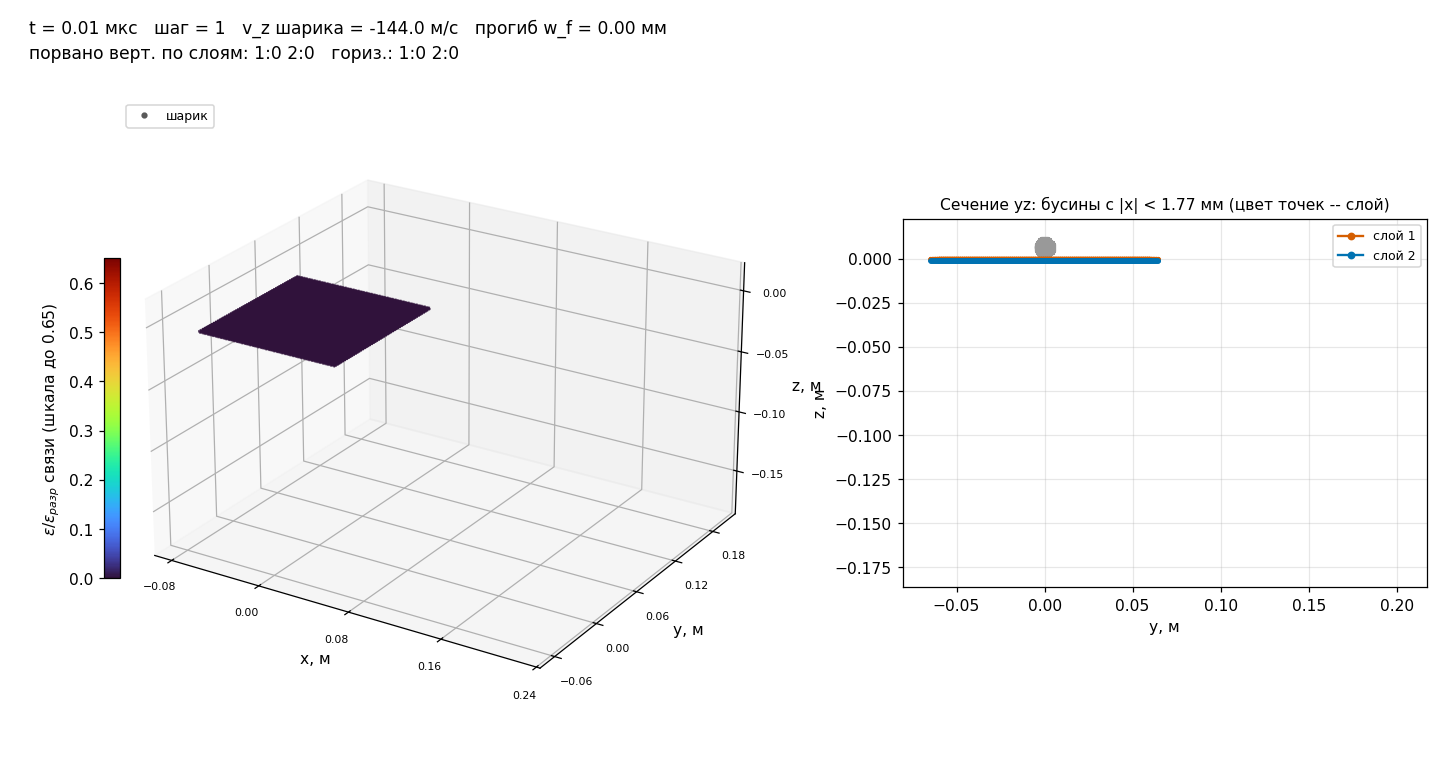 t = 0.01 мкс   шаг = 1   v_z шарика = -144.0 м/с   прогиб w_f = 0.00 мм
порвано верт. по слоям: 1:0 2:0   гориз.: 1:0 2:0
шарик
ε/ε_разр связи (шкала до 0.65)
0.6
0.5
0.4
0.3
0.2
0.1
0.0
−0.08
0.00
0.08
0.16
0.24
x, м
−0.06
0.00
0.06
0.12
0.18
y, м
0.00
−0.05
−0.10
−0.15
z, м
Сечение yz: бусины с |x| < 1.77 мм (цвет точек -- слой)
слой 1
слой 2
z, м
0.000
−0.025
−0.050
−0.075
−0.100
−0.125
−0.150
−0.175
−0.05
0.00
0.05
0.10
0.15
0.20
y, м